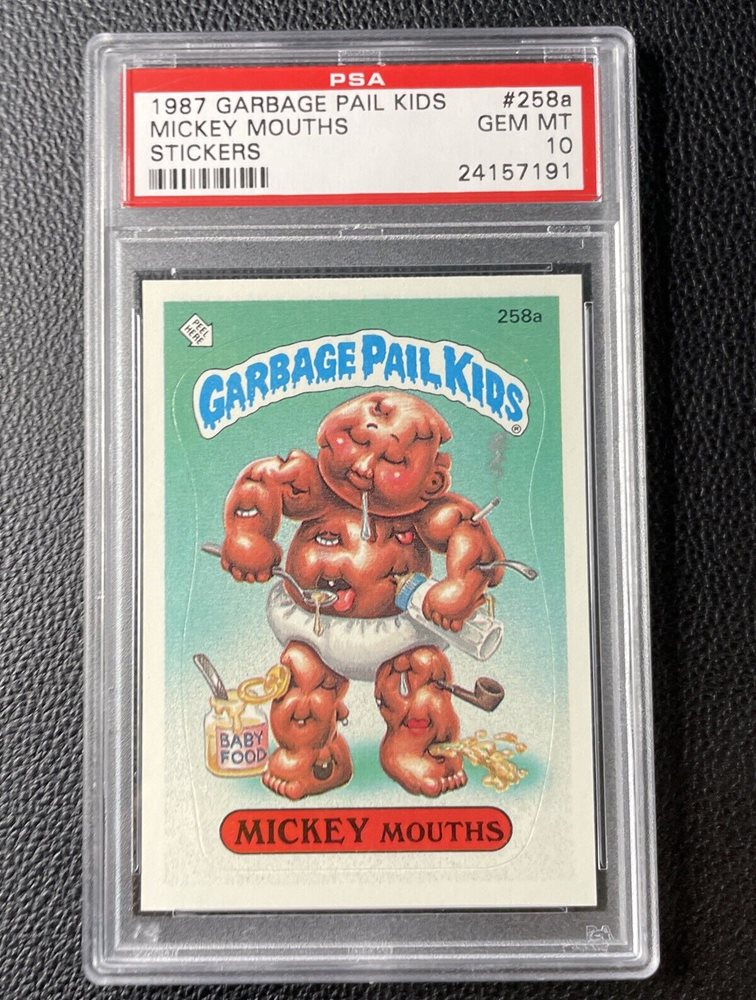 PSA
1987 GARBAGE PAIL KIDS #258a
MICKEY MOUTHS GEM MT
STICKERS 10
24157191
PEEL
HERE
258a
GARBAGE PAIL KIDS®
BABY
FOOD
MICKEY MOUTHS